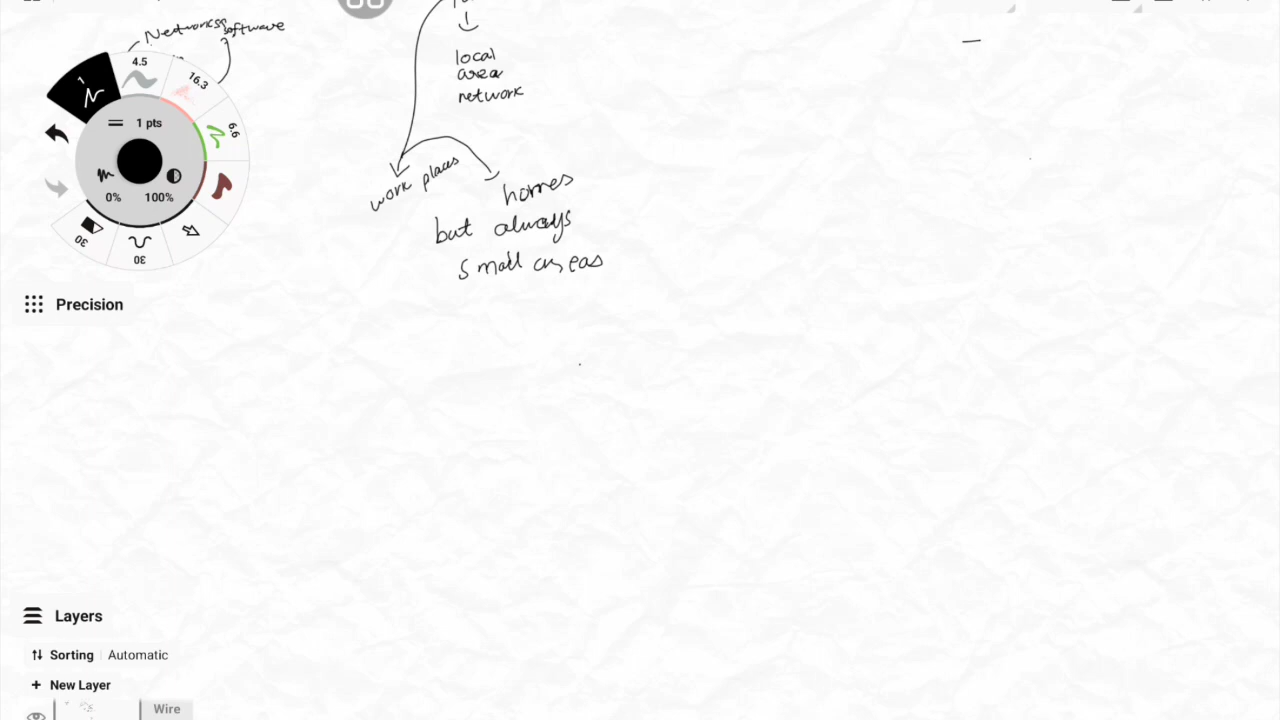 Networks
software
4.5
16.3
6.6
1
1 pts
0%
100%
30
30
local
area
network
work places
homes
but always
small areas
Precision
Layers
Sorting | Automatic
+ New Layer
Wire